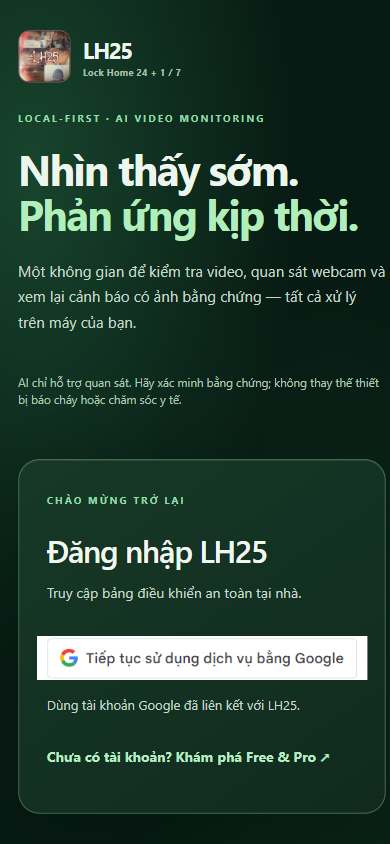 LH25
LH25
Lock Home 24 + 1 / 7
LOCAL-FIRST · AI VIDEO MONITORING
Nhìn thấy sớm.
Phản ứng kịp thời.
Một không gian để kiểm tra video, quan sát webcam và
xem lại cảnh báo có ảnh bằng chứng — tất cả xử lý
trên máy của bạn.
AI chỉ hỗ trợ quan sát. Hãy xác minh bằng chứng; không thay thế thiết
bị báo cháy hoặc chăm sóc y tế.
CHÀO MỪNG TRỞ LẠI
Đăng nhập LH25
Truy cập bảng điều khiển an toàn tại nhà.
Tiếp tục sử dụng dịch vụ bằng Google
Dùng tài khoản Google đã liên kết với LH25.
Chưa có tài khoản? Khám phá Free & Pro ↗